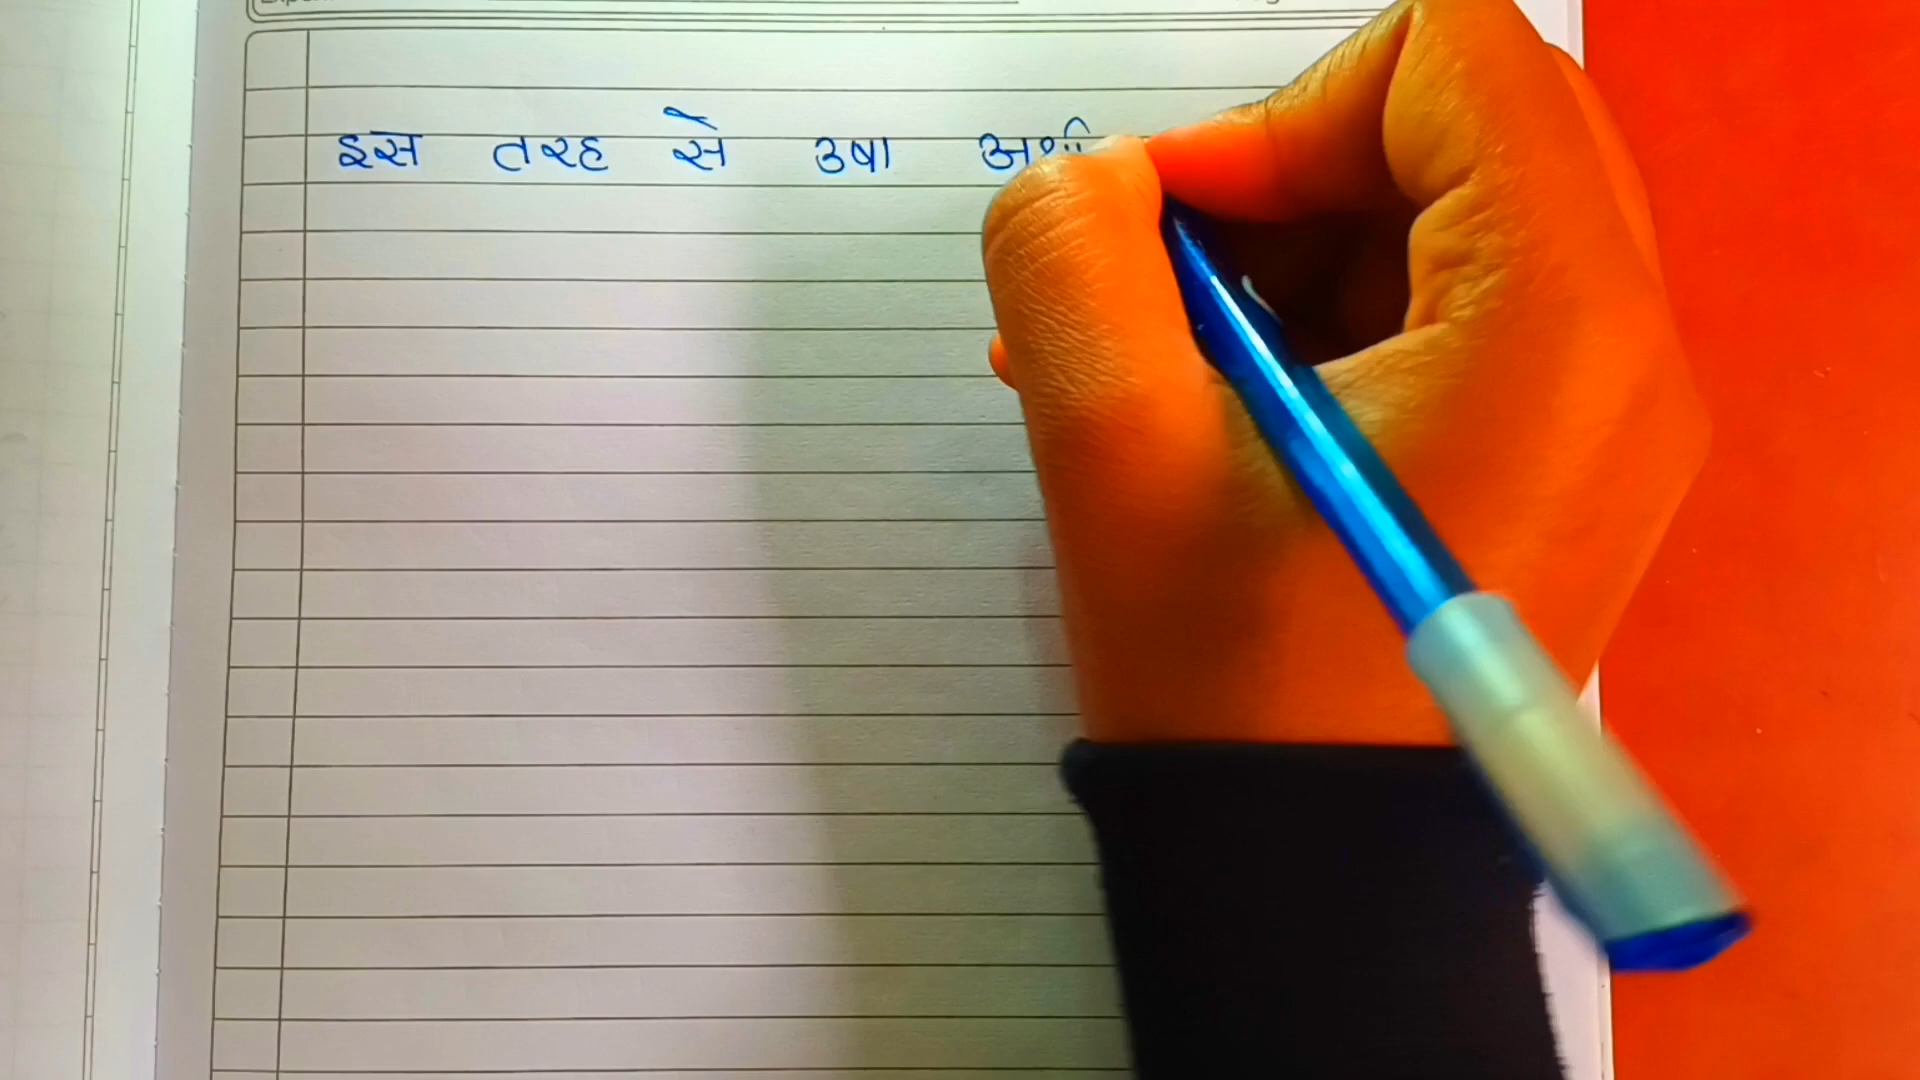 इस तरह से उषा